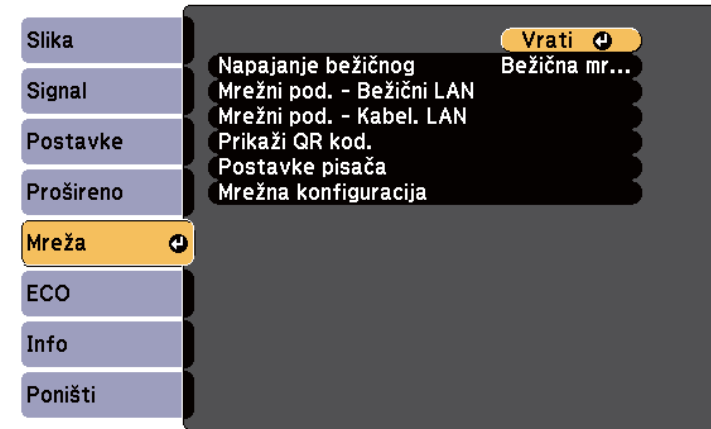 Slika
Signal
Postavke
Prošireno
Mreža
ECO
Info
Poništi
Vrati
Napajanje bežičnog Bežična mr...
Mrežni pod. - Bežični LAN
Mrežni pod. - Kabel. LAN
Prikaži QR kod.
Postavke pisača
Mrežna konfiguracija